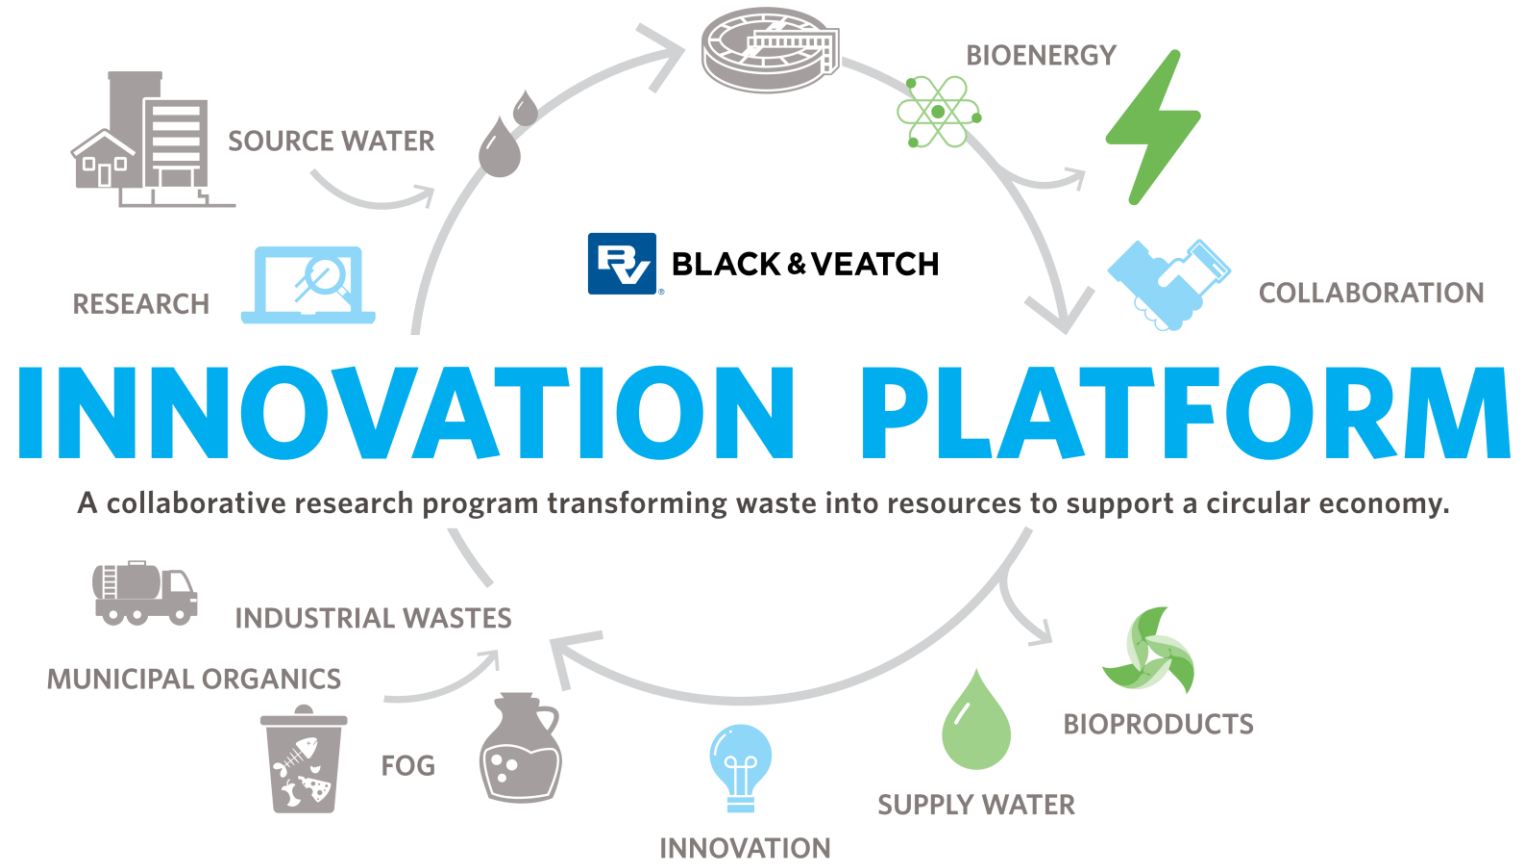 BIOENERGY
SOURCE WATER
BV BLACK & VEATCH
®
RESEARCH
COLLABORATION
INNOVATION PLATFORM
A collaborative research program transforming waste into resources to support a circular economy.
INDUSTRIAL WASTES
MUNICIPAL ORGANICS
FOG
BIOPRODUCTS
SUPPLY WATER
INNOVATION